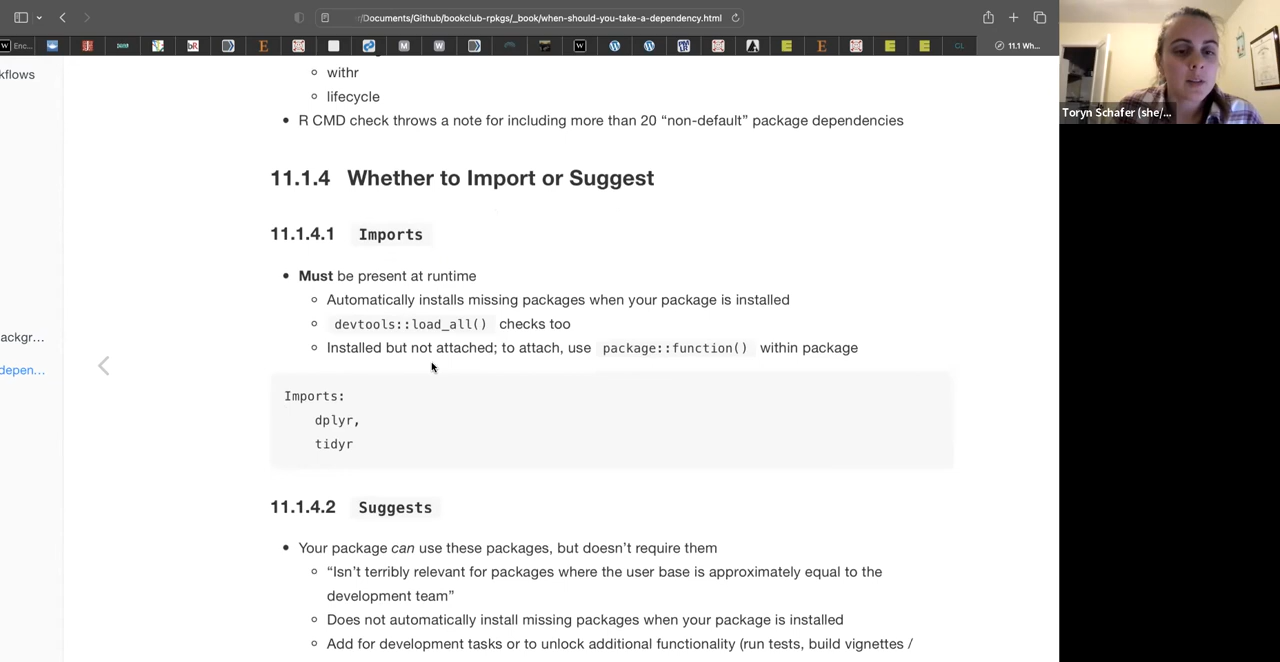 r/Documents/Github/bookclub-rpkgs/_book/when-should-you-take-a-dependency.html
Enc...
bR
E
M
W
W
E
E
E
E
E
GL
11.1 Wh...
kflows
ackgr...
depen...
withr
lifecycle
R CMD check throws a note for including more than 20 “non-default” package dependencies
11.1.4 Whether to Import or Suggest
11.1.4.1 Imports
Must be present at runtime
Automatically installs missing packages when your package is installed
devtools::load_all() checks too
Installed but not attached; to attach, use package::function() within package
Imports:
dplyr,
tidyr
11.1.4.2 Suggests
Your package can use these packages, but doesn’t require them
“Isn’t terribly relevant for packages where the user base is approximately equal to the
development team”
Does not automatically install missing packages when your package is installed
Add for development tasks or to unlock additional functionality (run tests, build vignettes /
Toryn Schafer (she/...